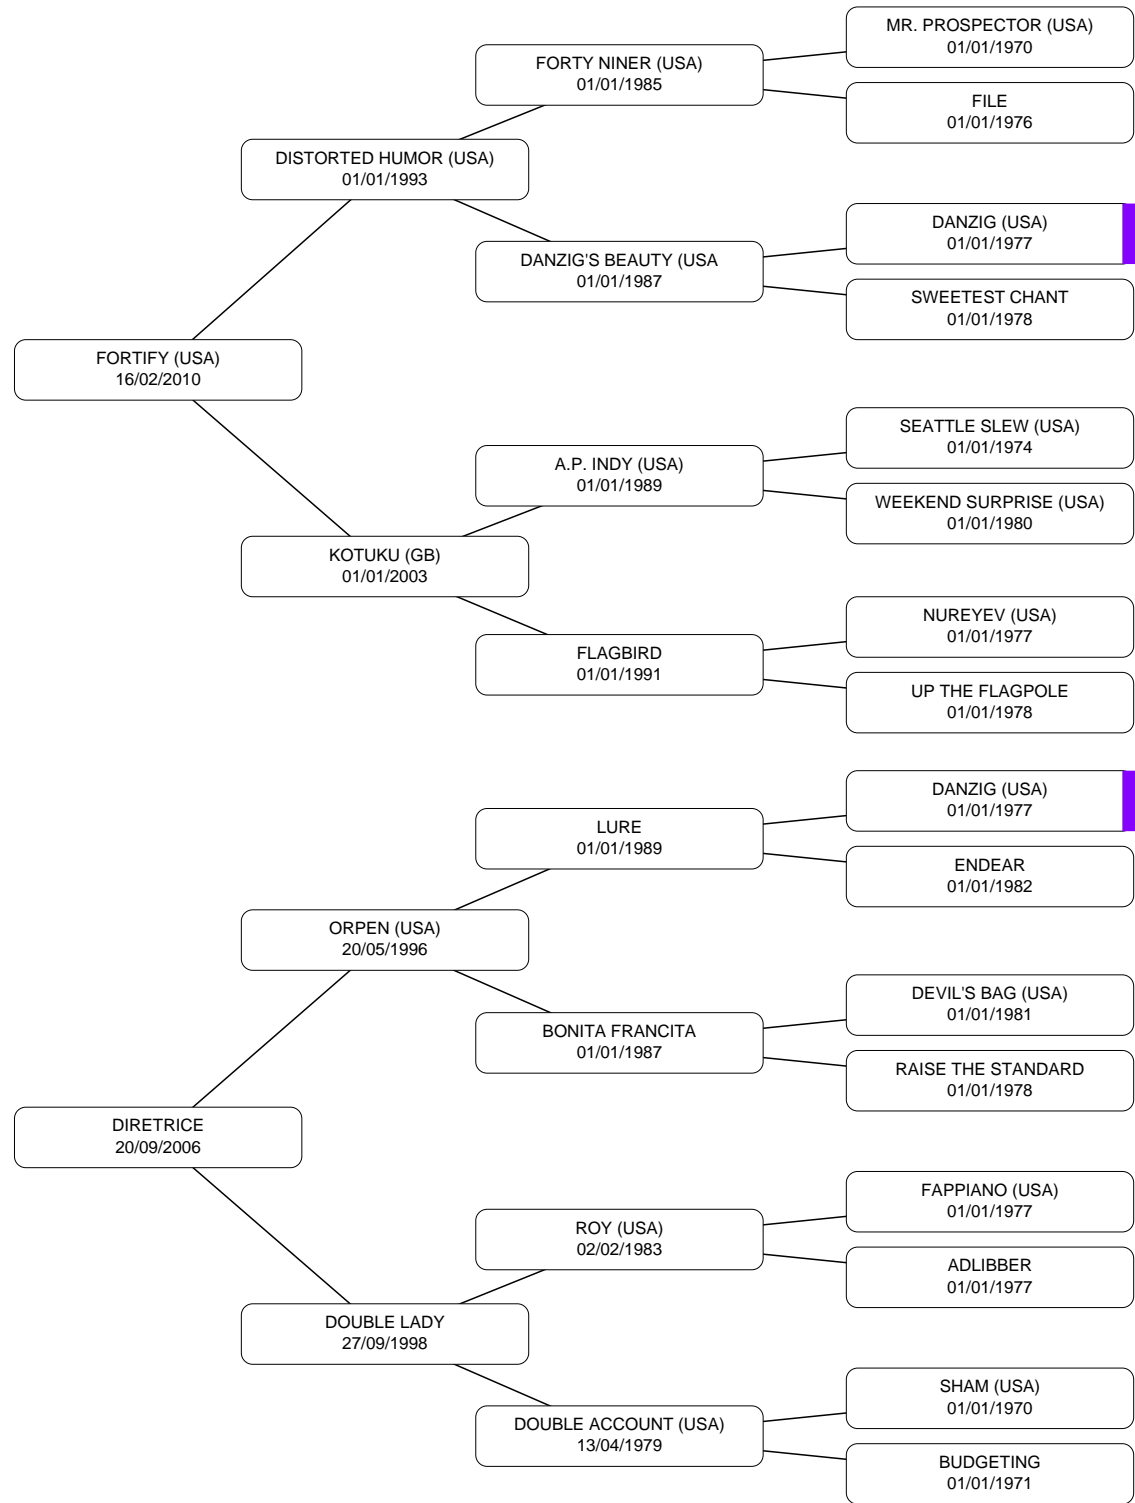 MR. PROSPECTOR (USA)
01/01/1970
FORTY NINER (USA)
01/01/1985
FILE
01/01/1976
DISTORTED HUMOR (USA)
01/01/1993
DANZIG (USA)
01/01/1977
DANZIG'S BEAUTY (USA
01/01/1987
SWEETEST CHANT
01/01/1978
FORTIFY (USA)
16/02/2010
SEATTLE SLEW (USA)
01/01/1974
A.P. INDY (USA)
01/01/1989
WEEKEND SURPRISE (USA)
01/01/1980
KOTUKU (GB)
01/01/2003
NUREYEV (USA)
01/01/1977
FLAGBIRD
01/01/1991
UP THE FLAGPOLE
01/01/1978
DANZIG (USA)
01/01/1977
LURE
01/01/1989
ENDEAR
01/01/1982
ORPEN (USA)
20/05/1996
DEVIL'S BAG (USA)
01/01/1981
BONITA FRANCITA
01/01/1987
RAISE THE STANDARD
01/01/1978
DIRETRICE
20/09/2006
FAPPIANO (USA)
01/01/1977
ROY (USA)
02/02/1983
ADLIBBER
01/01/1977
DOUBLE LADY
27/09/1998
SHAM (USA)
01/01/1970
DOUBLE ACCOUNT (USA)
13/04/1979
BUDGETING
01/01/1971